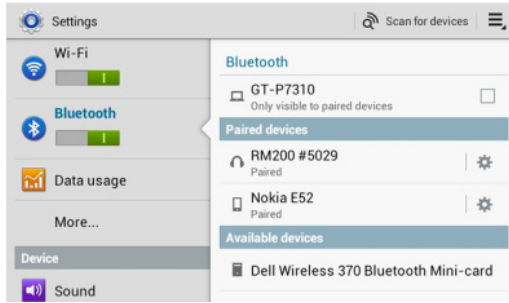 Settings
Scan for devices
Wi-Fi
Bluetooth
Data usage
More...
Device
Sound
Bluetooth
GT-P7310
Only visible to paired devices
Paired devices
RM200 #5029
Paired
Nokia E52
Paired
Available devices
Dell Wireless 370 Bluetooth Mini-card